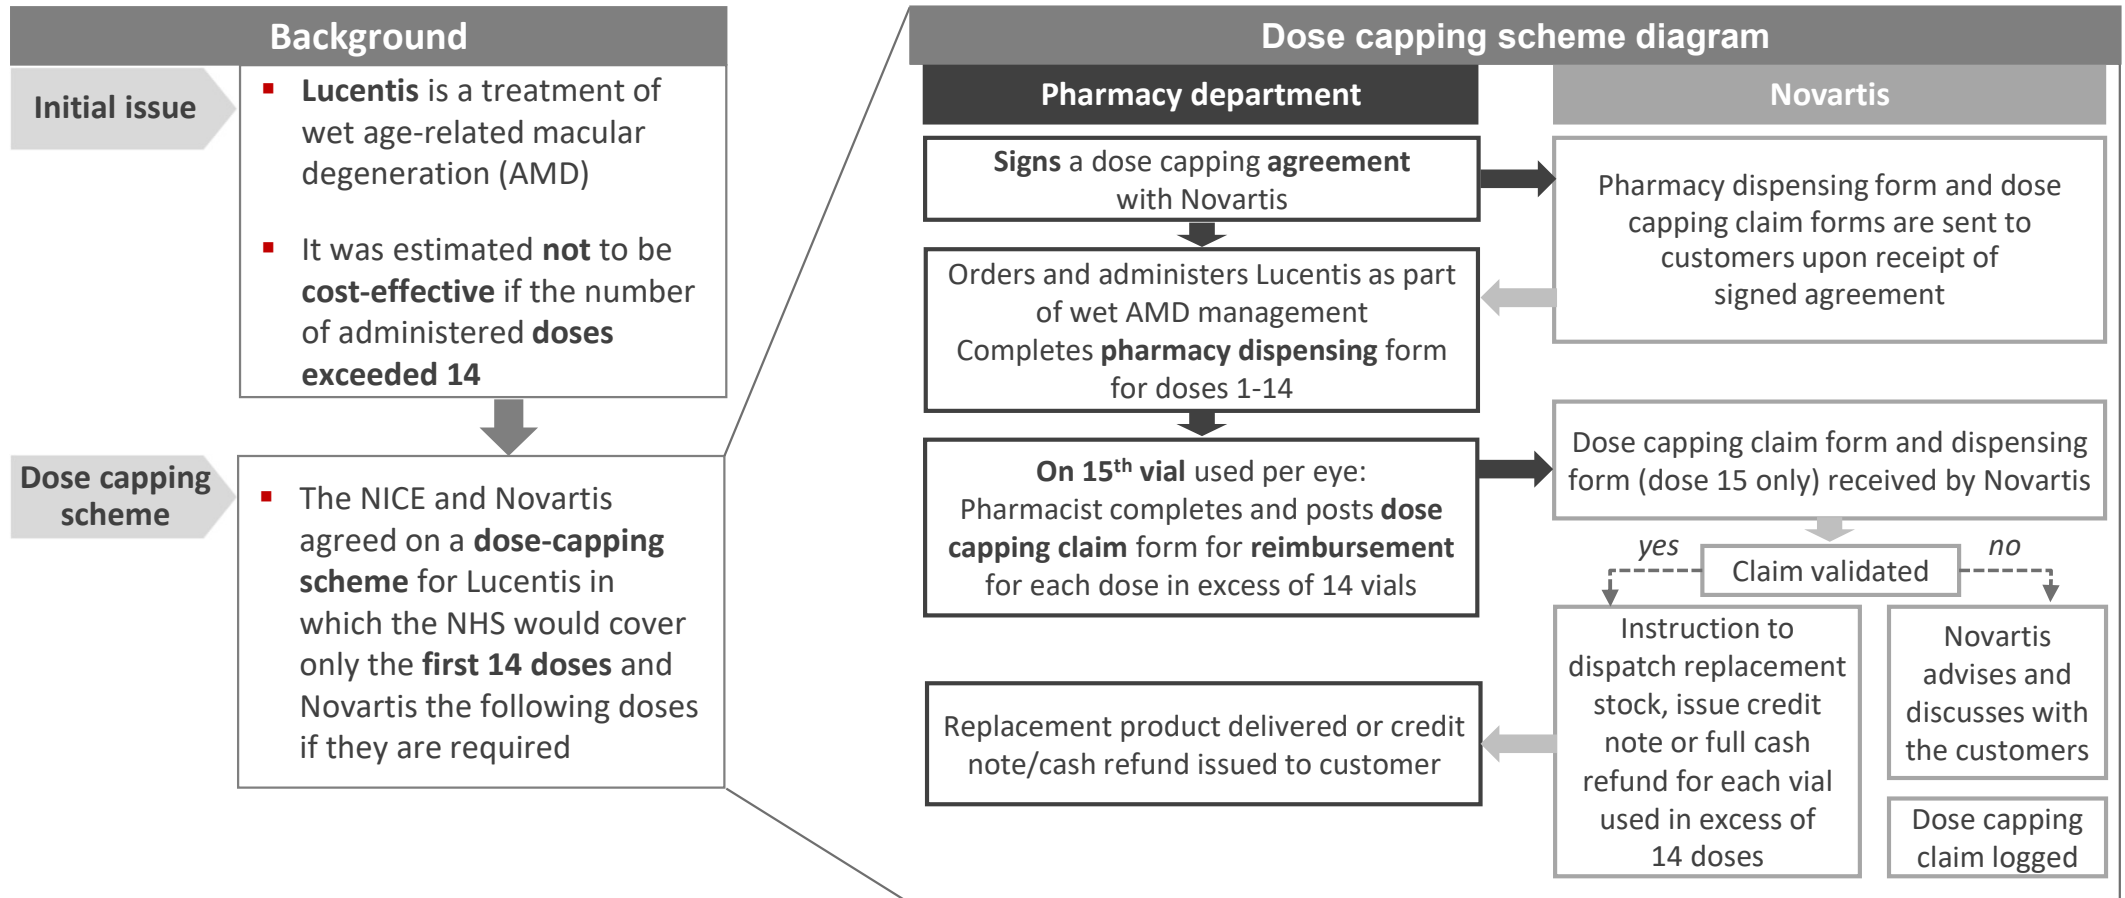 Background
Initial issue
▪ Lucentis is a treatment of
wet age-related macular
degeneration (AMD)
▪ It was estimated not to be
cost-effective if the number
of administered doses
exceeded 14
Dose capping
scheme
▪ The NICE and Novartis
agreed on a dose-capping
scheme for Lucentis in
which the NHS would cover
only the first 14 doses and
Novartis the following doses
if they are required
Dose capping scheme diagram
Pharmacy department
Novartis
Signs a dose capping agreement
with Novartis
Pharmacy dispensing form and dose
capping claim forms are sent to
customers upon receipt of
signed agreement
Orders and administers Lucentis as part
of wet AMD management
Completes pharmacy dispensing form
for doses 1-14
On 15th vial used per eye:
Pharmacist completes and posts dose
capping claim form for reimbursement
for each dose in excess of 14 vials
Dose capping claim form and dispensing
form (dose 15 only) received by Novartis
yes
no
Claim validated
Instruction to
dispatch replacement
stock, issue credit
note or full cash
refund for each vial
used in excess of
14 doses
Novartis
advises and
discusses with
the customers
Dose capping
claim logged
Replacement product delivered or credit
note/cash refund issued to customer